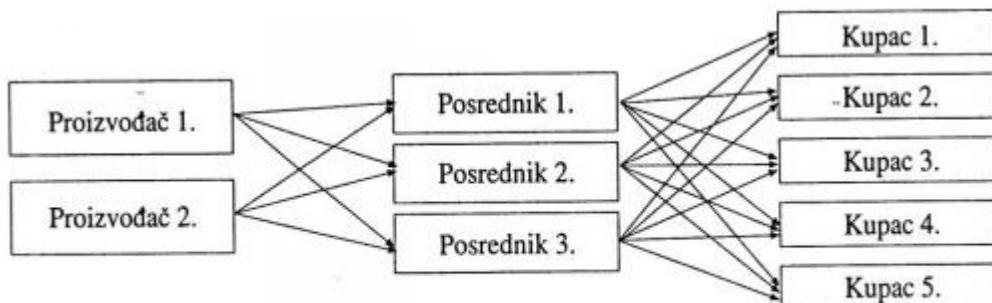 Proizvođač 1.
Proizvođač 2.
Posrednik 1.
Posrednik 2.
Posrednik 3.
Kupac 1.
Kupac 2.
Kupac 3.
Kupac 4.
Kupac 5.